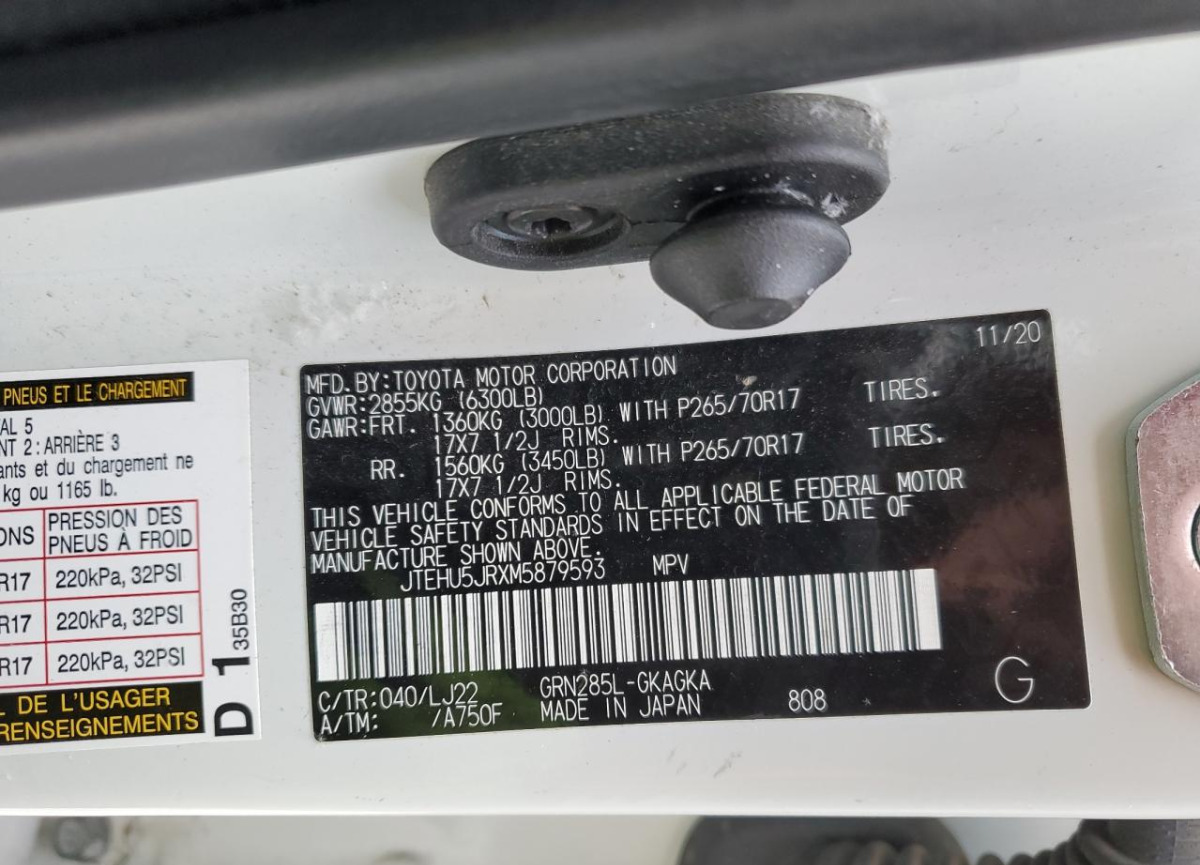 PNEUS ET LE CHARGEMENT
AL 5
NT 2: ARRIÈRE 3
ants et du chargement ne
kg ou 1165 lb.
ONS PRESSION DES
PNEUS À FROID
R17 220kPa, 32PSI
R17 220kPa, 32PSI
R17 220kPa, 32PSI
L DE L'USAGER
RENSEIGNEMENTS
D 1 35B30
11/20
MFD.BY:TOYOTA MOTOR CORPORATION
GVWR:2855KG (6300LB)
GAWR:FRT. 1360KG (3000LB) WITH P265/70R17 TIRES.
17X7 1/2J RIMS.
RR. 1560KG (3450LB) WITH P265/70R17 TIRES.
17X7 1/2J RIMS.
THIS VEHICLE CONFORMS TO ALL APPLICABLE FEDERAL MOTOR
VEHICLE SAFETY STANDARDS IN EFFECT ON THE DATE OF
MANUFACTURE SHOWN ABOVE.
JTEHU5JRXM5879593 MPV
C/TR:040/LJ22 GRN285L-GKAGKA
A/TM: /A750F MADE IN JAPAN 808
G